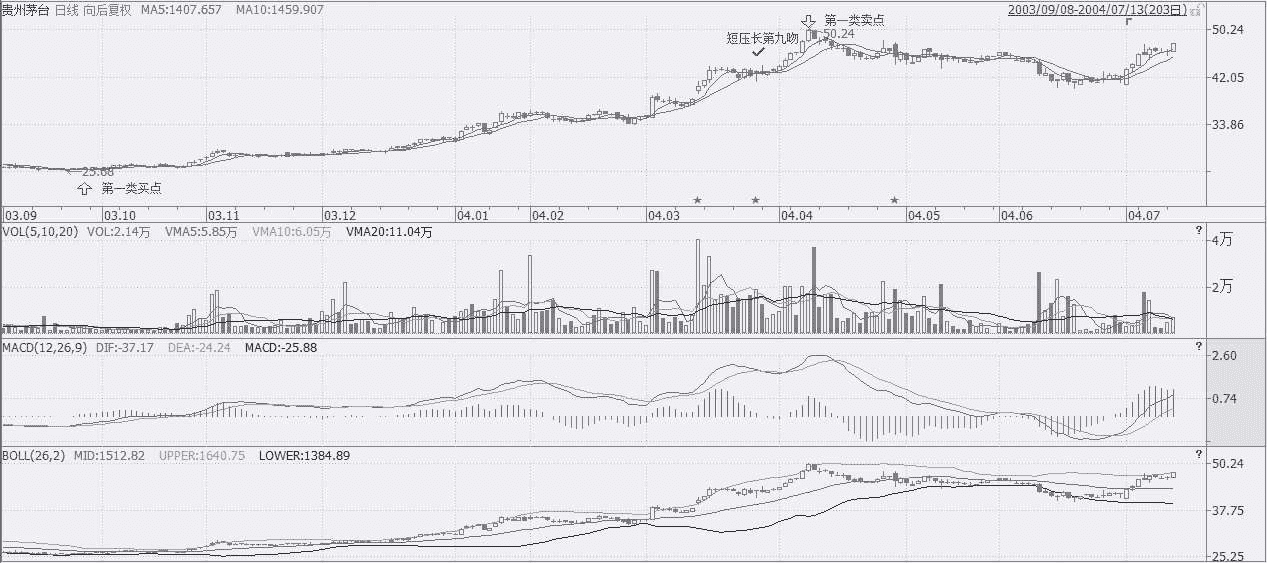 贵州茅台 日线 向后复权 MA5:1407.657 MA10:1459.907 2003/09/08-2004/07/13(203日)
第一类卖点
50.24
50.24
短压长第九吻
42.05
33.86
25.68
第一类买点
03.09 03.10 03.11 03.12 04.01 04.02 04.03 04.04 04.05 04.06 04.07
VOL(5,10,20) VOL:2.14万 VMA5:5.85万 VMA10:6.05万 VMA20:11.04万 ?
4万
2万
MACD(12,26,9) DIF:-37.17 DEA:-24.24 MACD:-25.88 ?
2.60
0.74
BOLL(26,2) MID:1512.82 UPPER:1640.75 LOWER:1384.89 ?
50.24
37.75
25.25